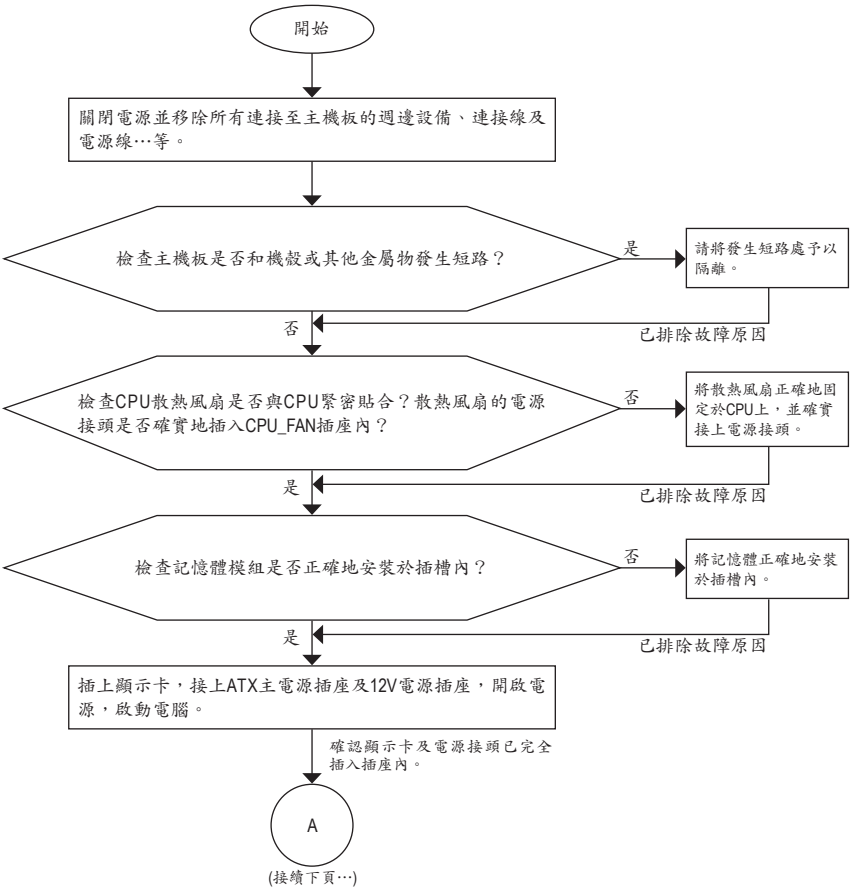 開始
關閉電源並移除所有連接至主機板的週邊設備、連接線及
電源線…等。
檢查主機板是否和機殼或其他金屬物發生短路？
是
請將發生短路處予以
隔離。
否
已排除故障原因
檢查CPU散熱風扇是否與CPU緊密貼合？散熱風扇的電源
接頭是否確實地插入CPU_FAN插座內？
否
將散熱風扇正確地固
定於CPU上，並確實
接上電源接頭。
是
已排除故障原因
檢查記憶體模組是否正確地安裝於插槽內？
否
將記憶體正確地安裝
於插槽內。
是
已排除故障原因
插上顯示卡，接上ATX主電源插座及12V電源插座，開啟電
源，啟動電腦。
確認顯示卡及電源接頭已完全
插入插座內。
A
(接續下頁…)